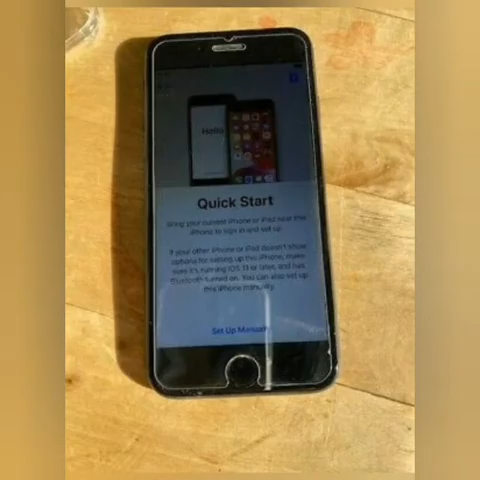 Hello
Quick Start
Bring your current iPhone or iPad near this
iPhone to sign in and set up.
If your other iPhone or iPad doesn't show
options for setting up this iPhone, make
sure it's running iOS 11 or later, and has
Bluetooth turned on. You can also set up
this iPhone manually.
Set Up Manually